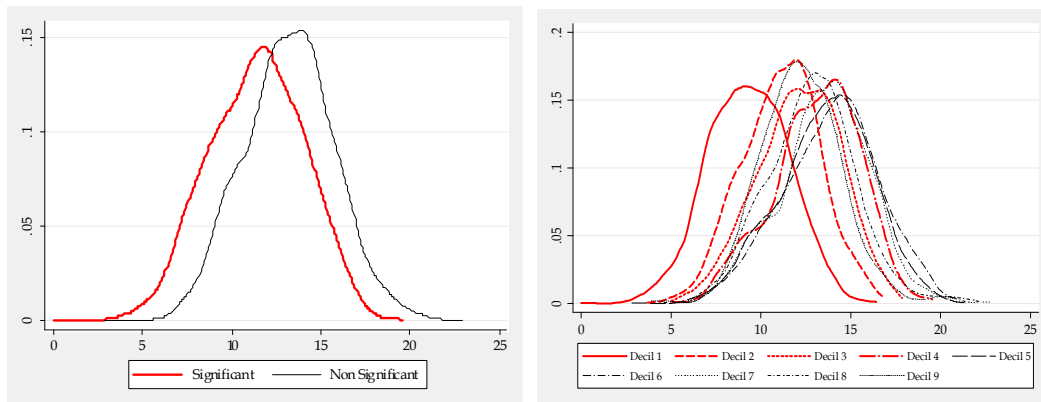 .15
.1
.05
0
0 5 10 15 20 25
Significant Non Significant
.2
.15
.1
.05
0
0 5 10 15 20 25
Decil 1 Decil 2 Decil 3 Decil 4 Decil 5
Decil 6 Decil 7 Decil 8 Decil 9